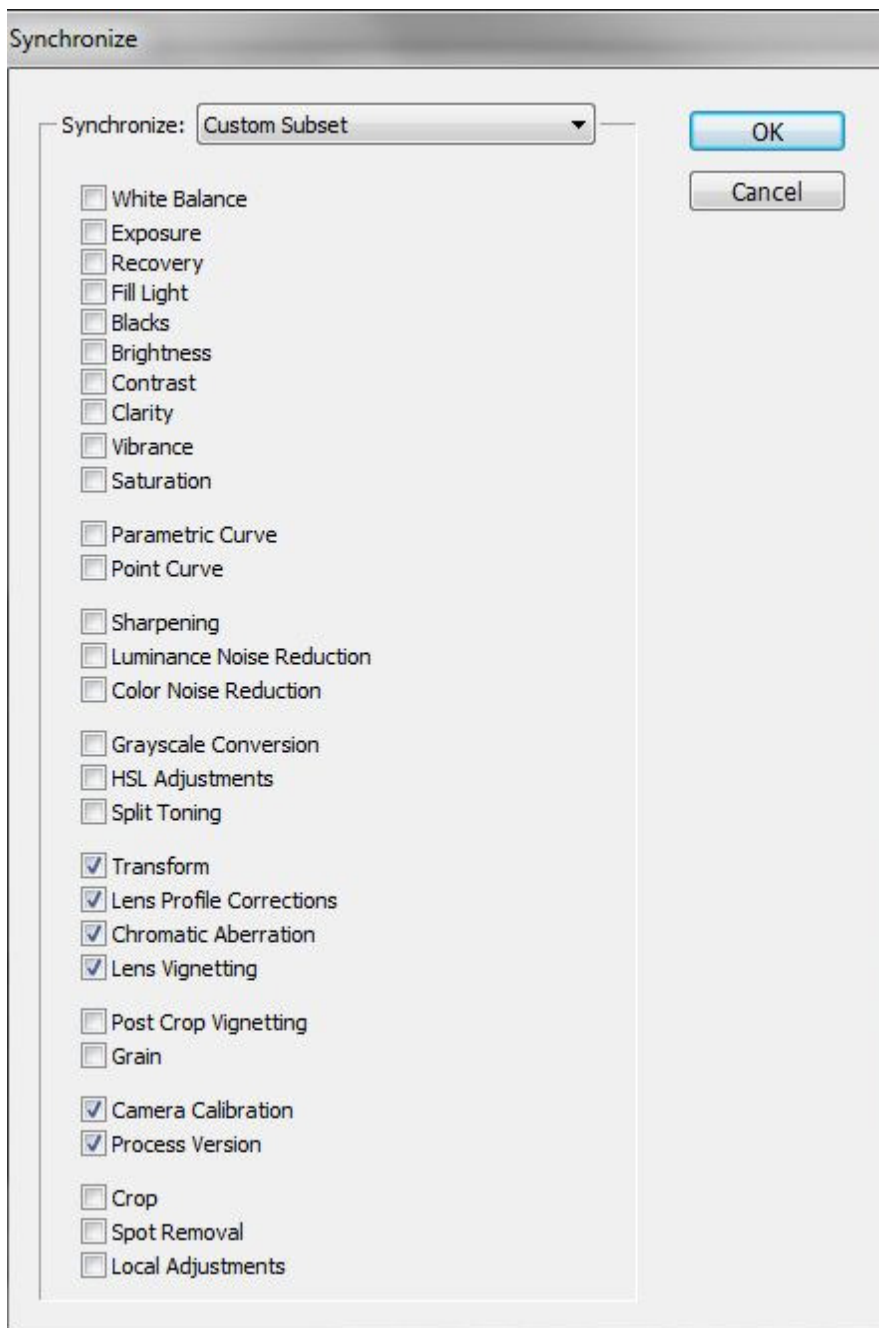 Synchronize
Synchronize: Custom Subset
OK
Cancel
White Balance
Exposure
Recovery
Fill Light
Blacks
Brightness
Contrast
Clarity
Vibrance
Saturation
Parametric Curve
Point Curve
Sharpening
Luminance Noise Reduction
Color Noise Reduction
Grayscale Conversion
HSL Adjustments
Split Toning
Transform
Lens Profile Corrections
Chromatic Aberration
Lens Vignetting
Post Crop Vignetting
Grain
Camera Calibration
Process Version
Crop
Spot Removal
Local Adjustments